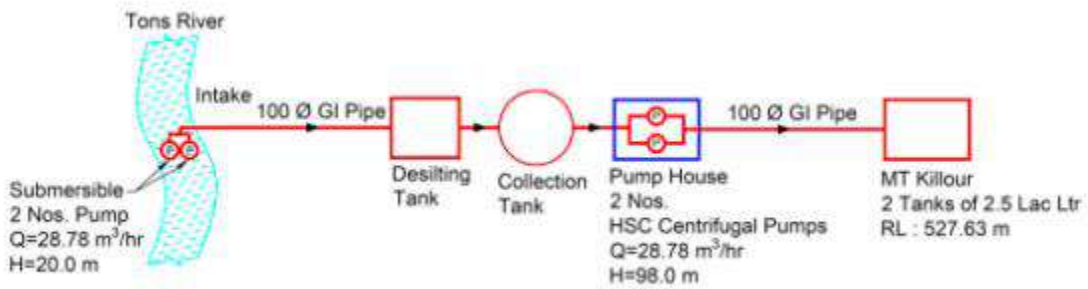 Tons River
Intake
100 Ø GI Pipe
100 Ø GI Pipe
P
P
P
P
Submersible
2 Nos. Pump
Q=28.78 m³/hr
H=20.0 m
Desilting
Tank
Collection
Tank
Pump House
2 Nos.
HSC Centrifugal Pumps
Q=28.78 m³/hr
H=98.0 m
MT Killour
2 Tanks of 2.5 Lac Ltr
RL : 527.63 m